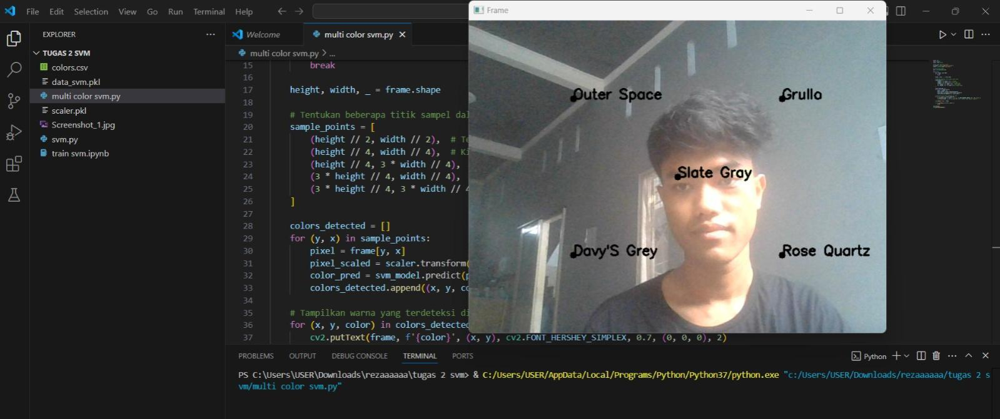 File Edit Selection View Go Run Terminal Help
Frame
EXPLORER
TUGAS 2 SVM
colors.csv
data_svm.pkl
multi color svm.py
scaler.pkl
Screenshot_1.jpg
svm.py
train svm.ipynb
Welcome
multi color svm.py
multi color svm.py > ...
15 break
16
17 height, width, _ = frame.shape
18
19 # Tentukan beberapa titik sampel dal
20 sample_points = [
21 (height // 2, width // 2), # Te
22 (height // 4, width // 4), # Ki
23 (height // 4, 3 * width // 4),
24 (3 * height // 4, width // 4),
25 (3 * height // 4, 3 * width // 4
26 ]
27
28 colors_detected = []
29 for (y, x) in sample_points:
30 pixel = frame[y, x]
31 pixel_scaled = scaler.transform(
32 color_pred = svm_model.predict(p
33 colors_detected.append((x, y, co
34
35 # Tampilkan warna yang terdeteksi di
36 for (x, y, color) in colors_detected
37 cv2.putText(frame, f'{color}', (x, y), cv2.FONT_HERSHEY_SIMPLEX, 0.7, (0, 0, 0), 2)
Outer Space
Grullo
Slate Gray
Davy'S Grey
Rose Quartz
PROBLEMS OUTPUT DEBUG CONSOLE TERMINAL PORTS
Python
PS C:\Users\USER\Downloads\rezaaaaaa\tugas 2 svm> & C:/Users/USER/AppData/Local/Programs/Python/Python37/python.exe "c:/Users/USER/Downloads/rezaaaaaa/tugas 2 s
vm/multi color svm.py"